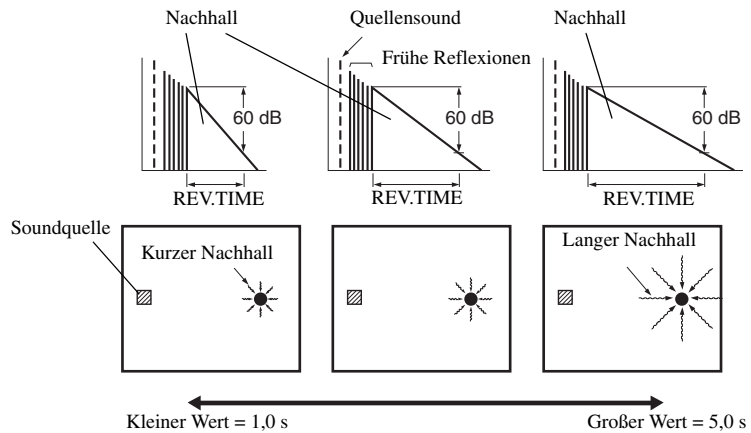 Nachhall
Quellensound
Nachhall
Frühe Reflexionen
60 dB
60 dB
60 dB
REV.TIME
REV.TIME
REV.TIME
Soundquelle
Kurzer Nachhall
Langer Nachhall
Kleiner Wert = 1,0 s
Großer Wert = 5,0 s